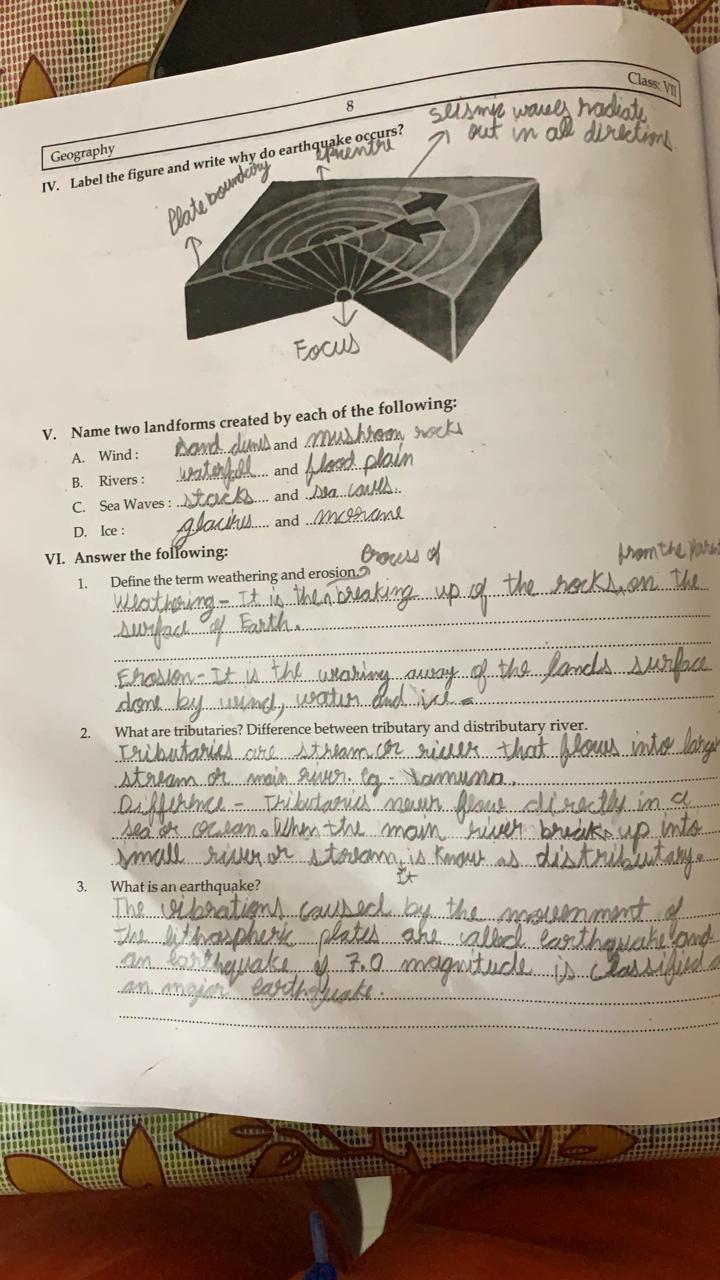 Class: VII
8
Geography
IV. Label the figure and write why do earthquake occurs?
seismic waves radiate
out in all directions.
epicentre
Plate boundary
Focus
V. Name two landforms created by each of the following:
A. Wind : Sand dunes and mushroom rocks
B. Rivers : waterfall and flood plain
C. Sea Waves : stacks and sea caves.
D. Ice : glaciers and
VI. Answer the following:
1. Define the term weathering and erosion.
process of from the
Weathering - It is the breaking up of the rocks, on the
surface of Earth.
Erosion - It is the wearing away of the lands surface
done by wind, water and ice.
2. What are tributaries? Difference between tributary and distributary river.
Tributaries are stream or river that flows into larger
stream or main river. eg - Yamuna.
Difference - Tributaries never flow directly in a
sea or ocean. When the main river breaks up into
small river or stream, is know as distributary.
It
3. What is an earthquake?
The vibrations caused by the movenment of
the lithospheric plates are called earthquake and
an earthquake of 7.0 magnitude is classified
an major earthquake.